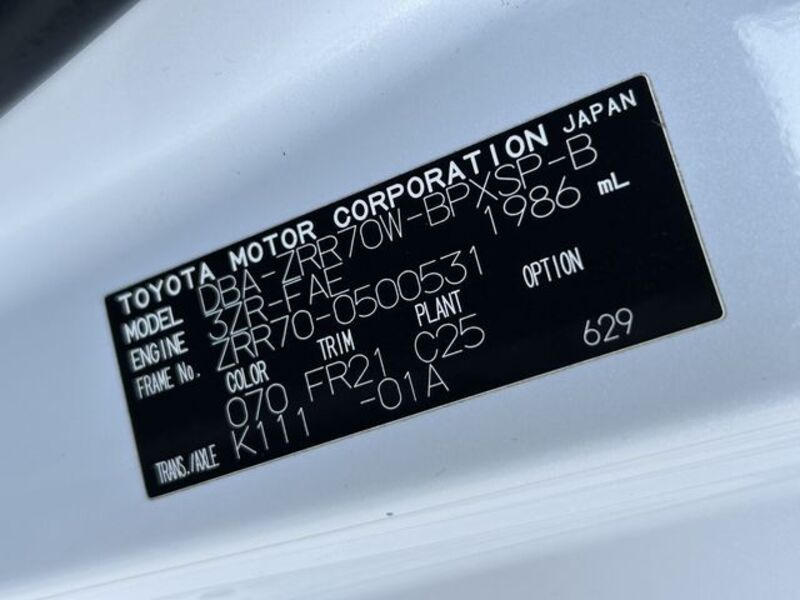 TOYOTA MOTOR CORPORATION JAPAN
MODEL DBA-ZRR70W-BPXSP-B
ENGINE 3ZR-FAE 1986 mL
FRAME No. ZRR70-0500531
COLOR TRIM PLANT OPTION
070 FR21 C25 629
TRANS./AXLE K111 -01A